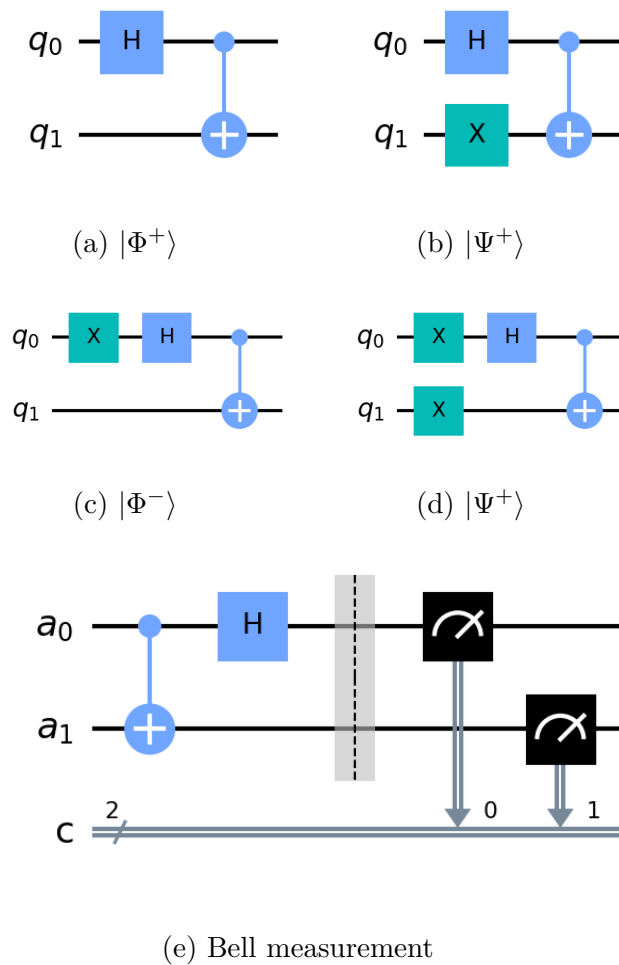 q₀ H q₀ H
q₁ q₁ X
(a) |Φ⁺⟩ (b) |Ψ⁺⟩
q₀ X H q₀ X H
q₁ q₁ X
(c) |Φ⁻⟩ (d) |Ψ⁺⟩
a₀ H
a₁
c 2 0 1
(e) Bell measurement